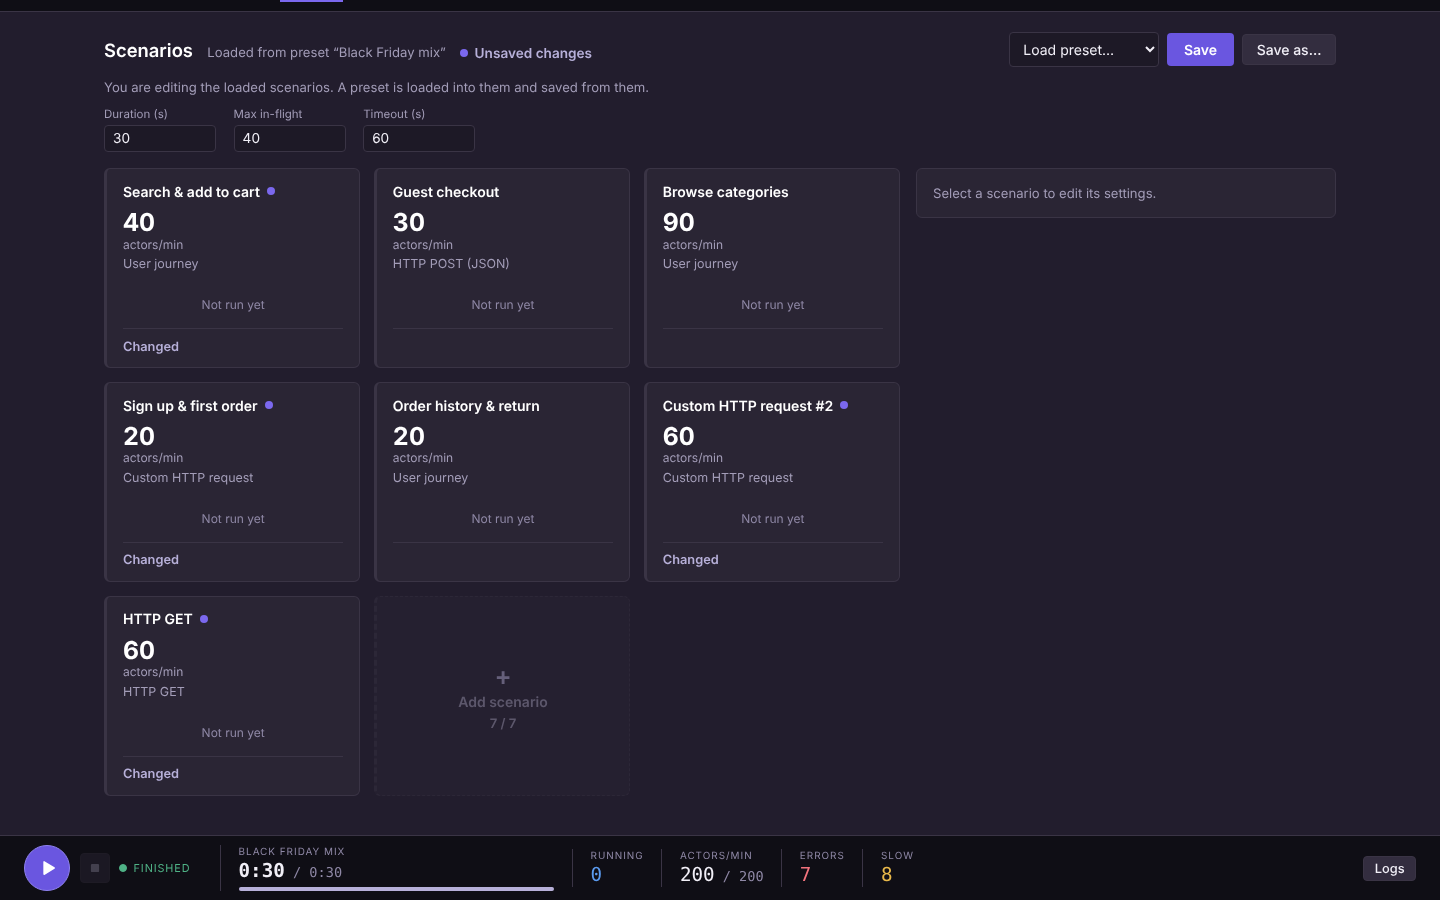 Scenarios Loaded from preset “Black Friday mix” Unsaved changes Load preset... Save Save as...
You are editing the loaded scenarios. A preset is loaded into them and saved from them.
Duration (s) Max in-flight Timeout (s)
30 40 60
Search & add to cart
40
actors/min
User journey
Not run yet
Changed
Guest checkout
30
actors/min
HTTP POST (JSON)
Not run yet
Browse categories
90
actors/min
User journey
Not run yet
Select a scenario to edit its settings.
Sign up & first order
20
actors/min
Custom HTTP request
Not run yet
Changed
Order history & return
20
actors/min
User journey
Not run yet
Custom HTTP request #2
60
actors/min
Custom HTTP request
Not run yet
Changed
HTTP GET
60
actors/min
HTTP GET
Not run yet
Changed
+
Add scenario
7 / 7
FINISHED
BLACK FRIDAY MIX
0:30 / 0:30
RUNNING
0
ACTORS/MIN
200 / 200
ERRORS
7
SLOW
8
Logs